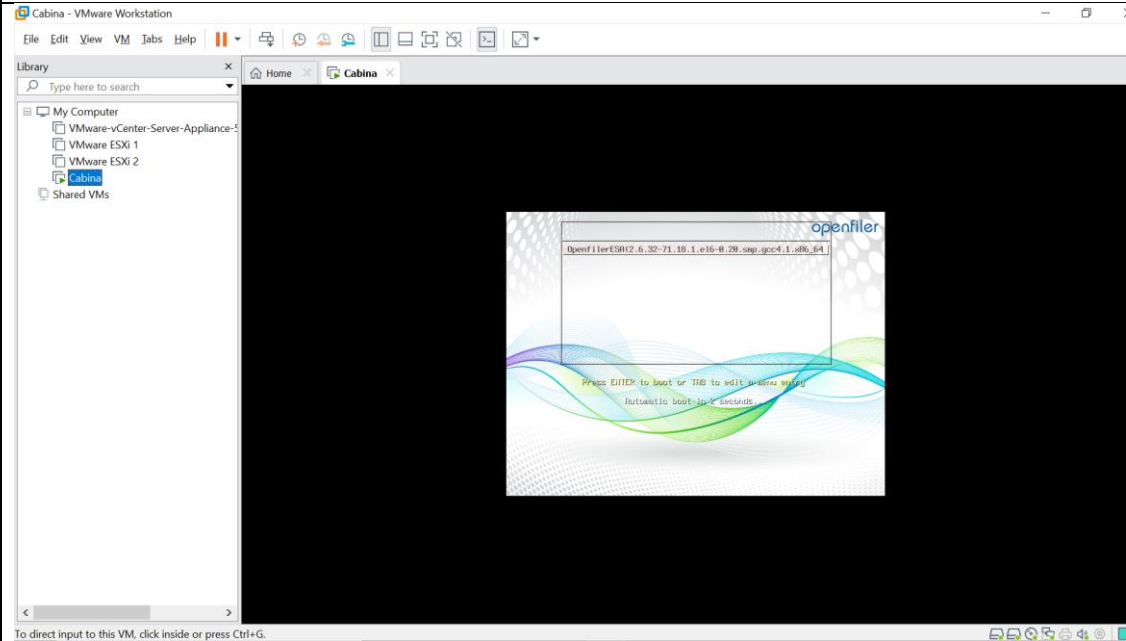 Cabina - VMware Workstation
File Edit View VM Tabs Help
Library
Type here to search
Home
Cabina
My Computer
VMware-vCenter-Server-Appliance-5
VMware ESXi 1
VMware ESXi 2
Cabina
Shared VMs
openfiler
OpenfilerESA(2.6.32-71.18.1.el6-0.20.smp.gcc4.1.x86_64
Press ENTER to boot or TAB to edit a menu entry
Automatic boot in 2 seconds...
To direct input to this VM, click inside or press Ctrl+G.